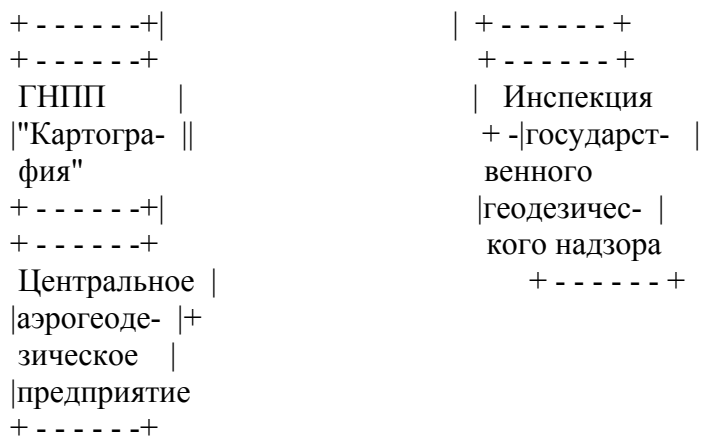 + - - - - - -+|                    | + - - - - - - +
+ - - - - - -+                       + - - - - - - +
ГНПП      |                        |  Инспекция
|"Картогра-  ||                      + -|государст-   |
фия"                                 венного
+ - - - - - -+|                      |геодезичес-  |
+ - - - - - -+                       кого надзора
Центральное  |                         + - - - - - - +
|аэрогеоде-  |+
зическое   |
|предприятие
+ - - - - - -+